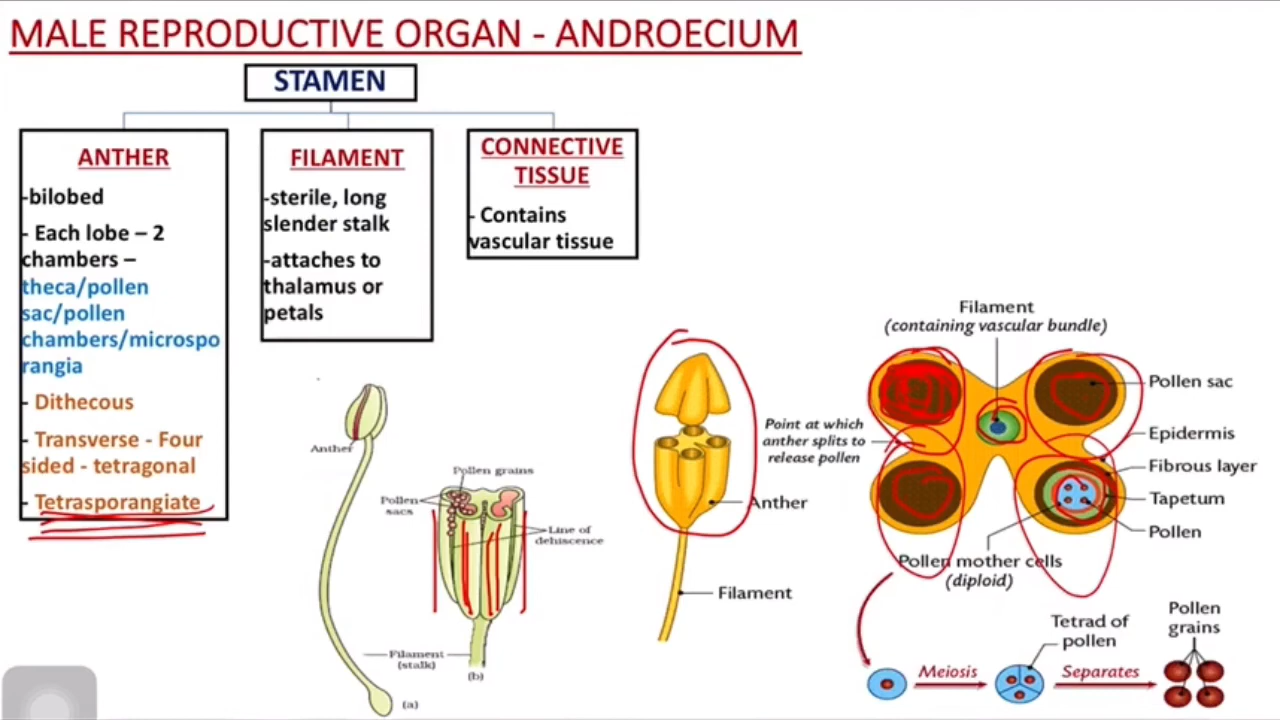 MALE REPRODUCTIVE ORGAN - ANDROECIUM
STAMEN
ANTHER
-bilobed
- Each lobe – 2
chambers –
theca/pollen
sac/pollen
chambers/microspo
rangia
- Dithecous
- Transverse - Four
sided - tetragonal
- Tetrasporangiate
FILAMENT
-sterile, long
slender stalk
-attaches to
thalamus or
petals
CONNECTIVE
TISSUE
- Contains
vascular tissue
Anther
(a)
Pollen grains
Pollen
sacs
Line of
dehiscence
Filament
(stalk)
(b)
Anther
Filament
Filament
(containing vascular bundle)
Point at which
anther splits to
release pollen
Pollen sac
Epidermis
Fibrous layer
Tapetum
Pollen
Pollen mother cells
(diploid)
Meiosis
Tetrad of
pollen
Separates
Pollen
grains